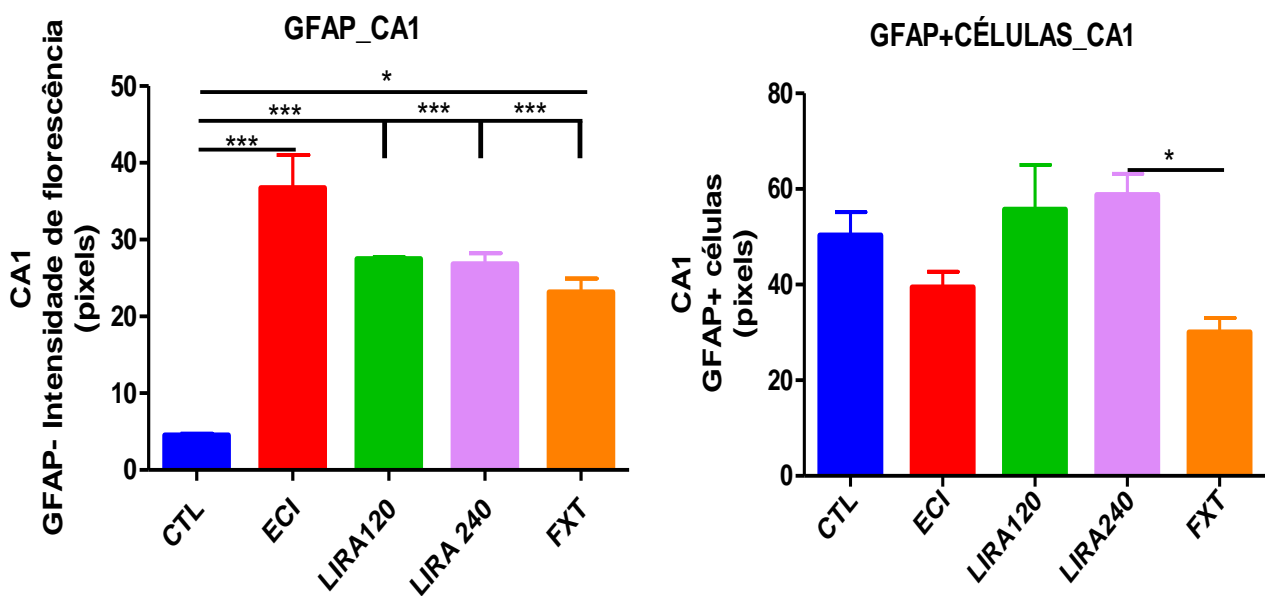 GFAP_CA1
CA1
GFAP- Intensidade de florescência
(pixels)
50
40
30
20
10
0
*
***
***
***
***
CTL
ECI
LIRA120
LIRA 240
FXT
GFAP+CÉLULAS_CA1
CA1
GFAP+ células
(pixels)
80
60
40
20
0
*
CTL
ECI
LIRA120
LIRA240
FXT